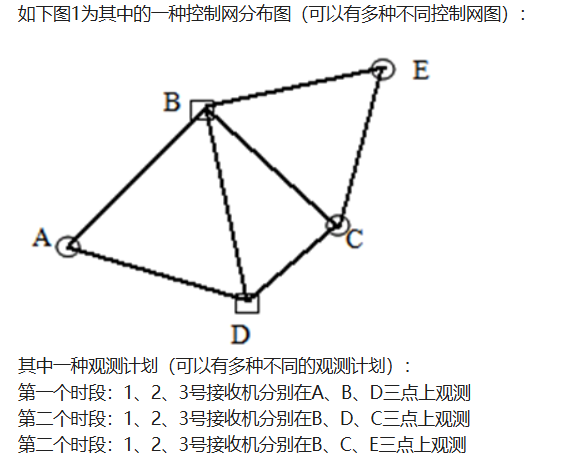 如下图1为其中的一种控制网分布图（可以有多种不同控制网图）：
E
B
A
C
D
其中一种观测计划（可以有多种不同的观测计划）：
第一个时段：1、2、3号接收机分别在A、B、D三点上观测
第二个时段：1、2、3号接收机分别在B、D、C三点上观测
第二个时段：1、2、3号接收机分别在B、C、E三点上观测